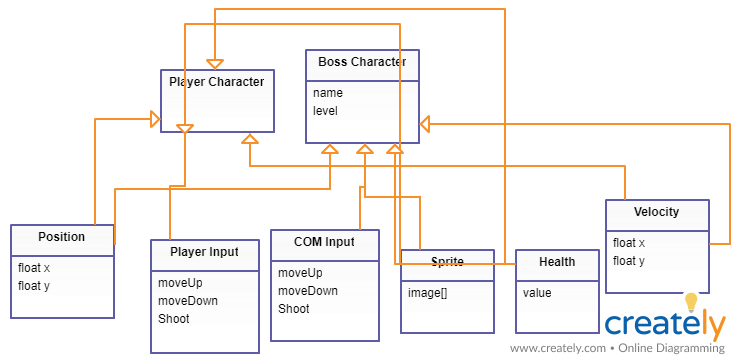 Boss Character
name
level
Player Character
Position
float x
float y
Player Input
moveUp
moveDown
Shoot
COM Input
moveUp
moveDown
Shoot
Sprite
image[]
Health
value
Velocity
float x
float y
creately
www.creately.com • Online Diagramming